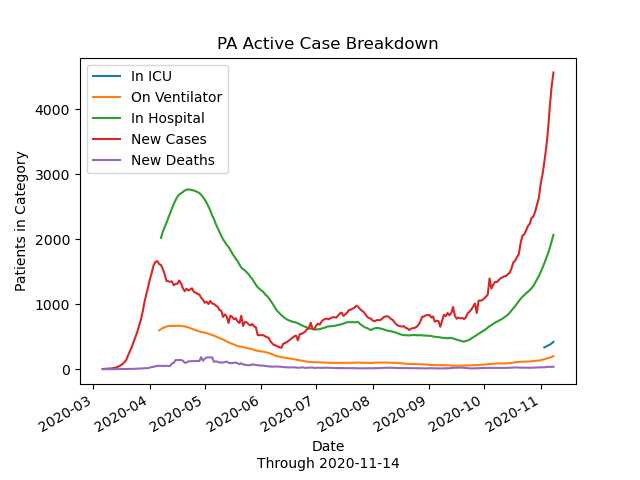 PA Active Case Breakdown
In ICU
On Ventilator
In Hospital
New Cases
New Deaths
Patients in Category
4000
3000
2000
1000
0
2020-03
2020-04
2020-05
2020-06
2020-07
2020-08
2020-09
2020-10
2020-11
Date
Through 2020-11-14